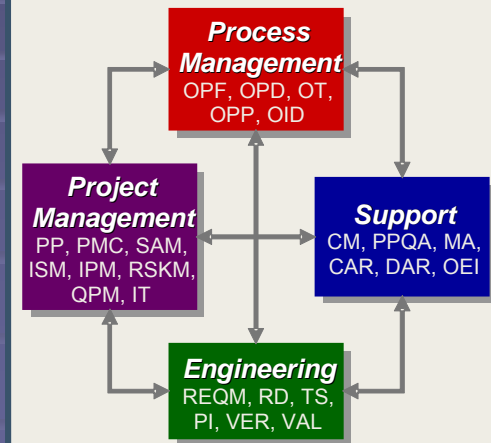 Process
Management
OPF, OPD, OT,
OPP, OID
Project
Management
PP, PMC, SAM,
ISM, IPM, RSKM,
QPM, IT
Support
CM, PPQA, MA,
CAR, DAR, OEI
Engineering
REQM, RD, TS,
PI, VER, VAL